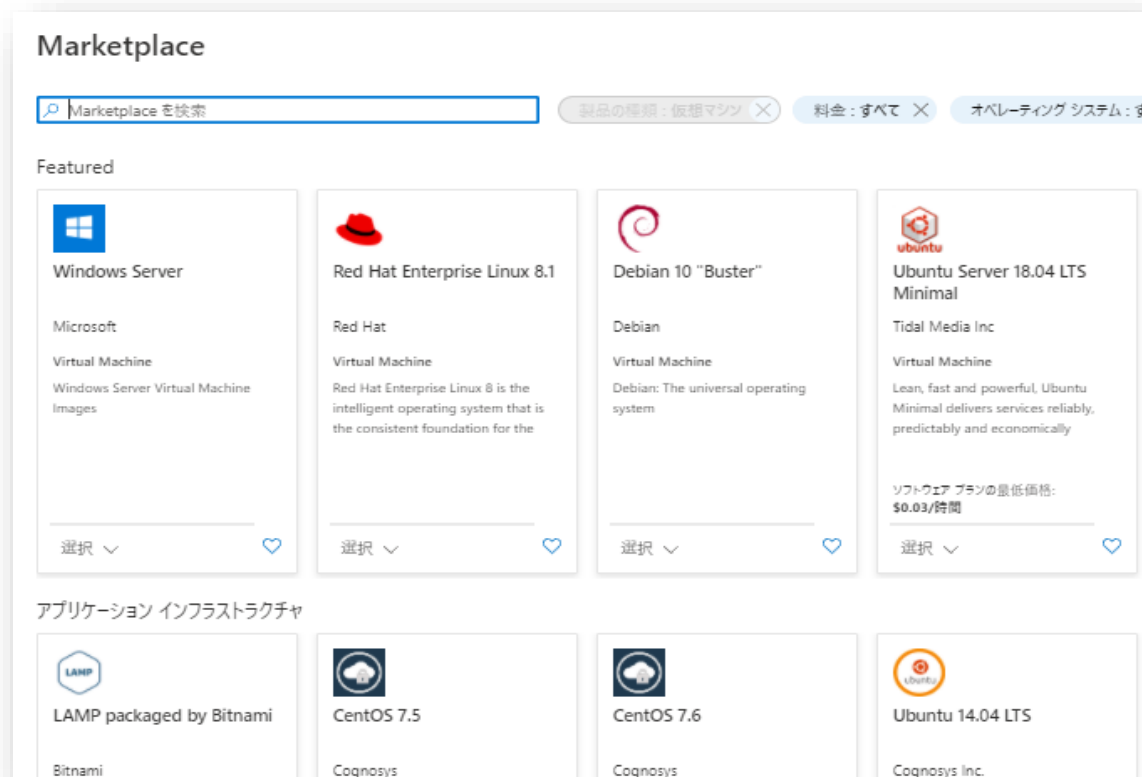 Marketplace
Marketplace を検索
製品の種類 : 仮想マシン
料金 : すべて
オペレーティング システム : す
Featured
Windows Server
Microsoft
Virtual Machine
Windows Server Virtual Machine
Images
選択
Red Hat Enterprise Linux 8.1
Red Hat
Virtual Machine
Red Hat Enterprise Linux 8 is the
intelligent operating system that is
the consistent foundation for the
選択
Debian 10 "Buster"
Debian
Virtual Machine
Debian: The universal operating
system
選択
ubuntu
Ubuntu Server 18.04 LTS
Minimal
Tidal Media Inc
Virtual Machine
Lean, fast and powerful, Ubuntu
Minimal delivers services reliably,
predictably and economically
ソフトウェア プランの最低価格:
$0.03/時間
選択
アプリケーション インフラストラクチャ
LAMP
LAMP packaged by Bitnami
Bitnami
CentOS 7.5
Cognosys
CentOS 7.6
Cognosys
ubuntu
Ubuntu 14.04 LTS
Cognosys Inc.